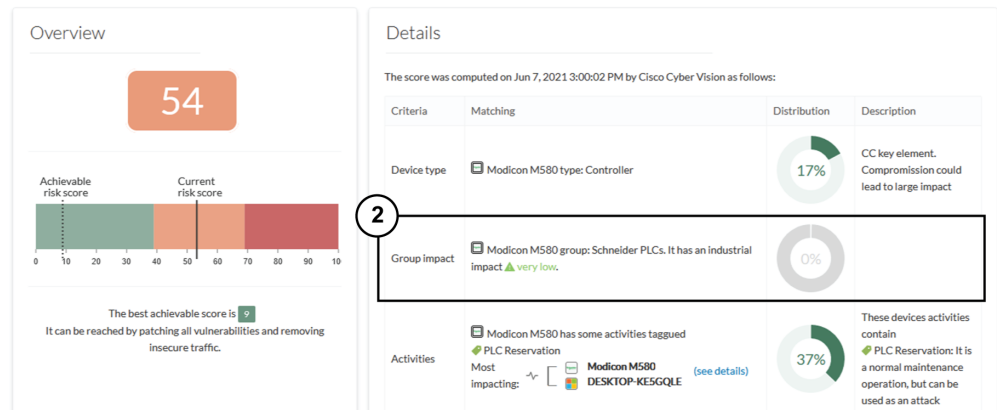 Overview
54
Achievable
risk score
Current
risk score
0 10 20 30 40 50 60 70 80 90 10
The best achievable score is 9
It can be reached by patching all vulnerabilities and removing
insecure traffic.
Details
The score was computed on Jun 7, 2021 3:00:02 PM by Cisco Cyber Vision as follows:
Criteria Matching Distribution Description
Device type
Modicon M580 type: Controller
17%
CC key element.
Compromission could
lead to large impact
2
Group impact
Modicon M580 group: Schneider PLCs. It has an industrial
impact very low.
0%
Activities
Modicon M580 has some activities taggued
PLC Reservation
Most
impacting:
Modicon M580
DESKTOP-KE5GQLE
(see details)
37%
These devices activities
contain
PLC Reservation: It is
a normal maintenance
operation, but can be
used as an attack